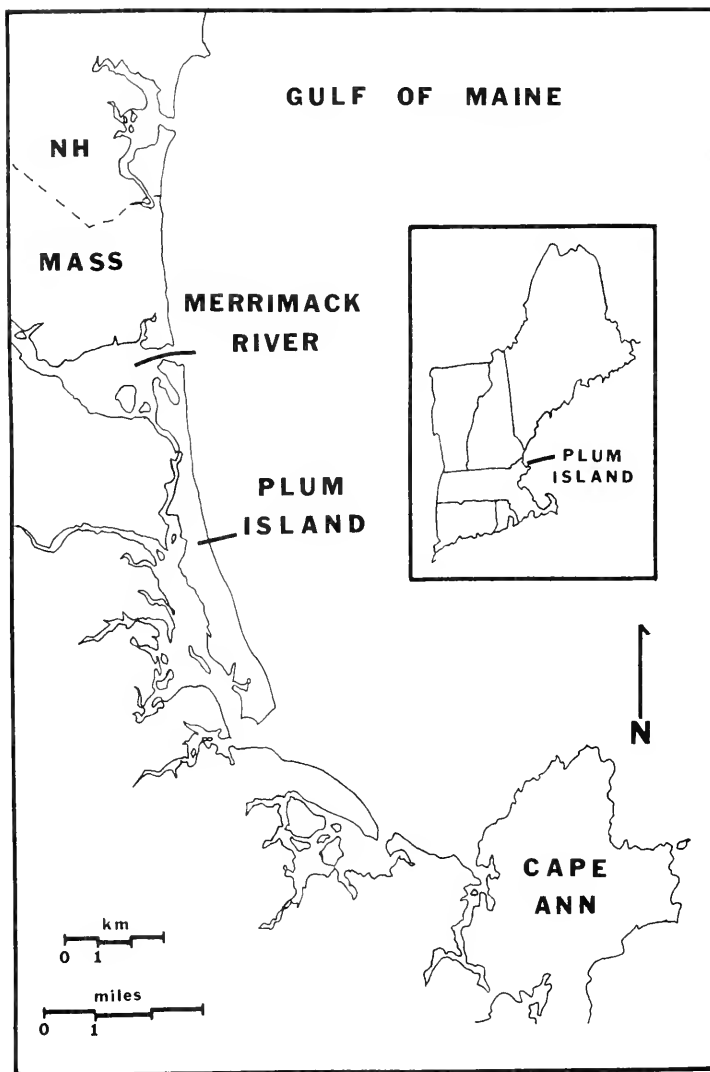 GULF OF MAINE
NH
MASS
MERRIMACK
RIVER
PLUM
ISLAND
PLUM
ISLAND
N
CAPE
ANN
km
0 1
miles
0 1